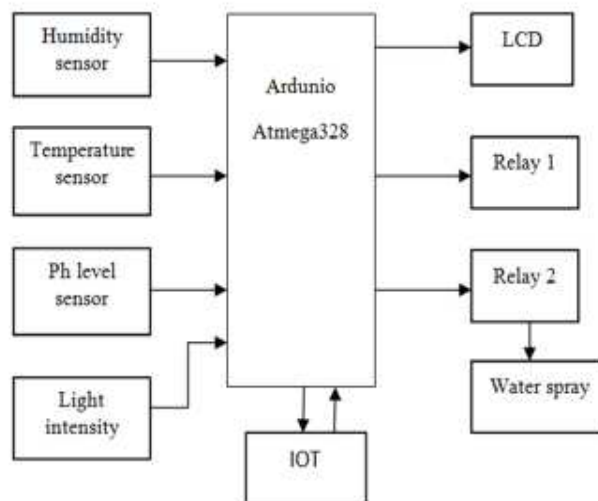 Humidity
sensor
Temperature
sensor
Ph level
sensor
Light
intensity
Ardunio
Atmega328
IOT
LCD
Relay 1
Relay 2
Water spray